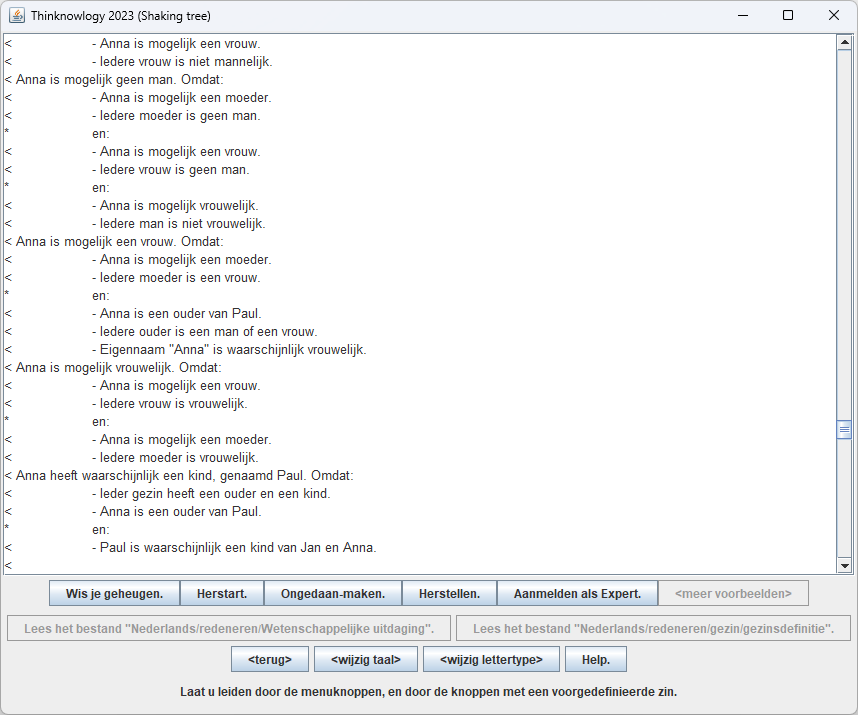 Thinknowlogy 2023 (Shaking tree)
< - Anna is mogelijk een vrouw.
< - Iedere vrouw is niet mannelijk.
< Anna is mogelijk geen man. Omdat:
< - Anna is mogelijk een moeder.
< - Iedere moeder is geen man.
* en:
< - Anna is mogelijk een vrouw.
< - Iedere vrouw is geen man.
* en:
< - Anna is mogelijk vrouwelijk.
< - Iedere man is niet vrouwelijk.
< Anna is mogelijk een vrouw. Omdat:
< - Anna is mogelijk een moeder.
< - Iedere moeder is een vrouw.
* en:
< - Anna is een ouder van Paul.
< - Iedere ouder is een man of een vrouw.
< - Eigennaam "Anna" is waarschijnlijk vrouwelijk.
< Anna is mogelijk vrouwelijk. Omdat:
< - Anna is mogelijk een vrouw.
< - Iedere vrouw is vrouwelijk.
* en:
< - Anna is mogelijk een moeder.
< - Iedere moeder is vrouwelijk.
< Anna heeft waarschijnlijk een kind, genaamd Paul. Omdat:
< - Ieder gezin heeft een ouder en een kind.
< - Anna is een ouder van Paul.
* en:
< - Paul is waarschijnlijk een kind van Jan en Anna.
<
Wis je geheugen. Herstart. Ongedaan-maken. Herstellen. Aanmelden als Expert. <meer voorbeelden>
Lees het bestand "Nederlands/redeneren/Wetenschappelijke uitdaging". Lees het bestand "Nederlands/redeneren/gezin/gezinsdefinitie".
<terug> <wijzig taal> <wijzig lettertype> Help.
Laat u leiden door de menuknoppen, en door de knoppen met een voorgedefinieerde zin.